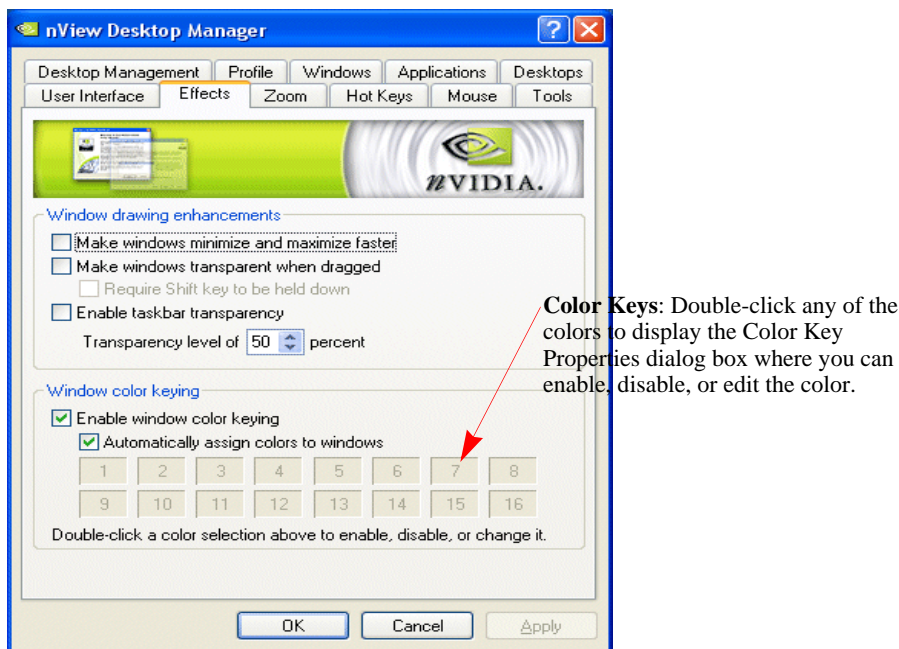 nView Desktop Manager
Desktop Management Profile Windows Applications Desktops
User Interface Effects Zoom Hot Keys Mouse Tools
nVIDIA.
Window drawing enhancements
Make windows minimize and maximize faster
Make windows transparent when dragged
Require Shift key to be held down
Enable taskbar transparency
Transparency level of 50 percent
Color Keys: Double-click any of the
colors to display the Color Key
Properties dialog box where you can
enable, disable, or edit the color.
Window color keying
Enable window color keying
Automatically assign colors to windows
1 2 3 4 5 6 7 8
9 10 11 12 13 14 15 16
Double-click a color selection above to enable, disable, or change it.
OK Cancel Apply